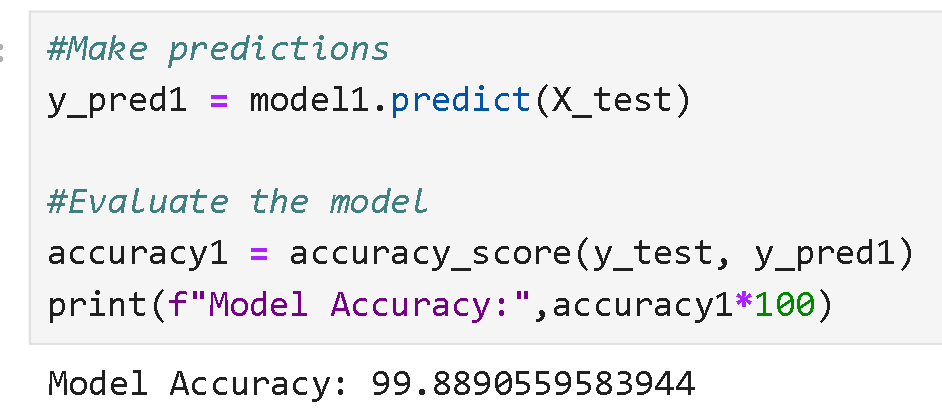 #Make predictions
y_pred1 = model1.predict(X_test)
#Evaluate the model
accuracy1 = accuracy_score(y_test, y_pred1)
print(f"Model Accuracy:",accuracy1*100)
Model Accuracy: 99.8890559583944